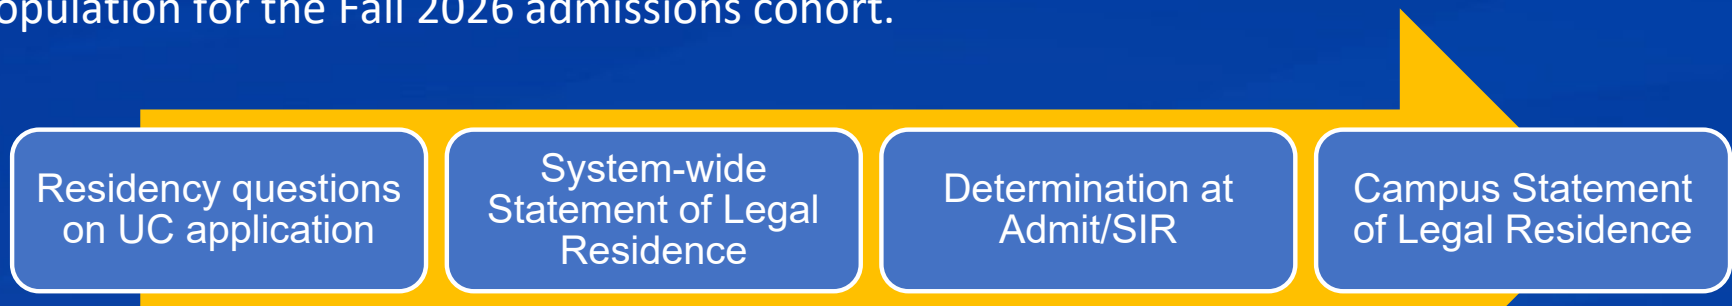 opulation for the Fall 2026 admissions cohort.
Residency questions
on UC application
System-wide
Statement of Legal
Residence
Determination at
Admit/SIR
Campus Statement
of Legal Residence